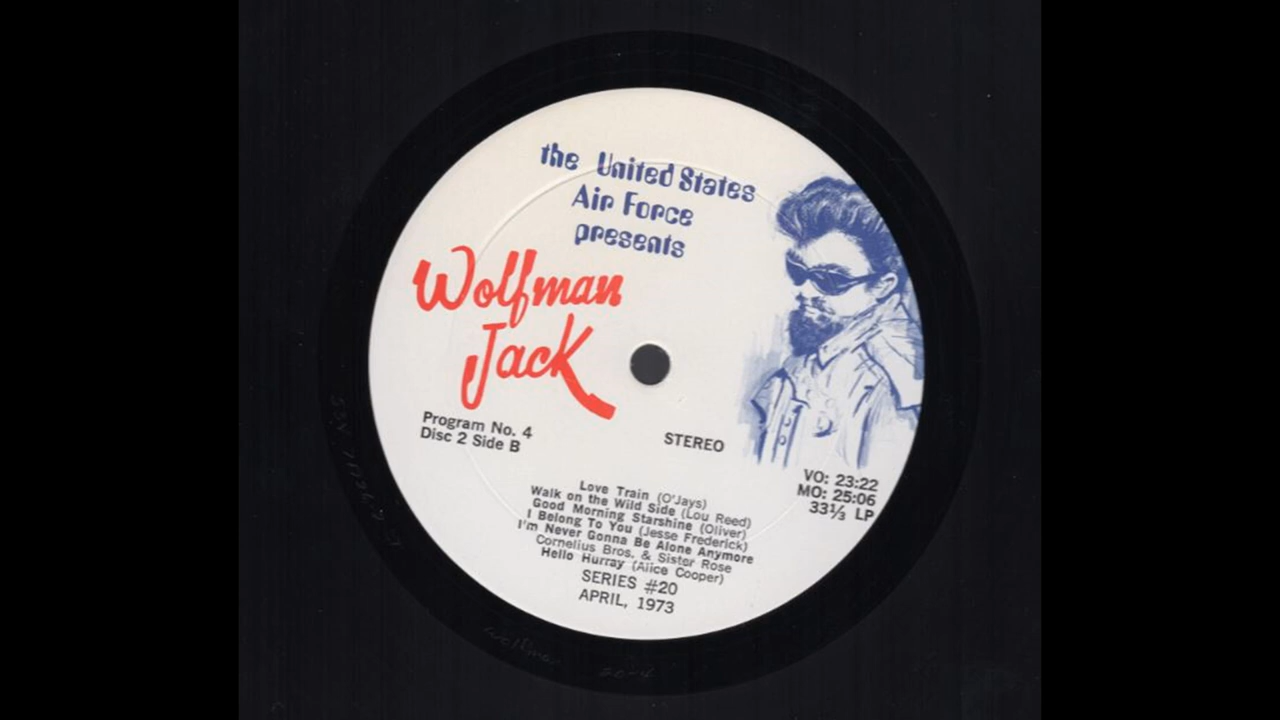 the United States
Air Force
presents
Wolfman
Jack
Program No. 4
Disc 2 Side B
STEREO
VO: 23:22
MO: 25:06
33⅓ LP
Love Train (O'Jays)
Walk on the Wild Side (Lou Reed)
Good Morning Starshine (Oliver)
I Belong To You (Jesse Frederick)
I'm Never Gonna Be Alone Anymore
Cornelius Bros. & Sister Rose
Hello Hurray (Alice Cooper)
SERIES #20
APRIL, 1973
Wolfman 20-4